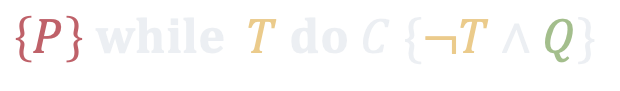 {P} while T do C {¬T ∧ Q}